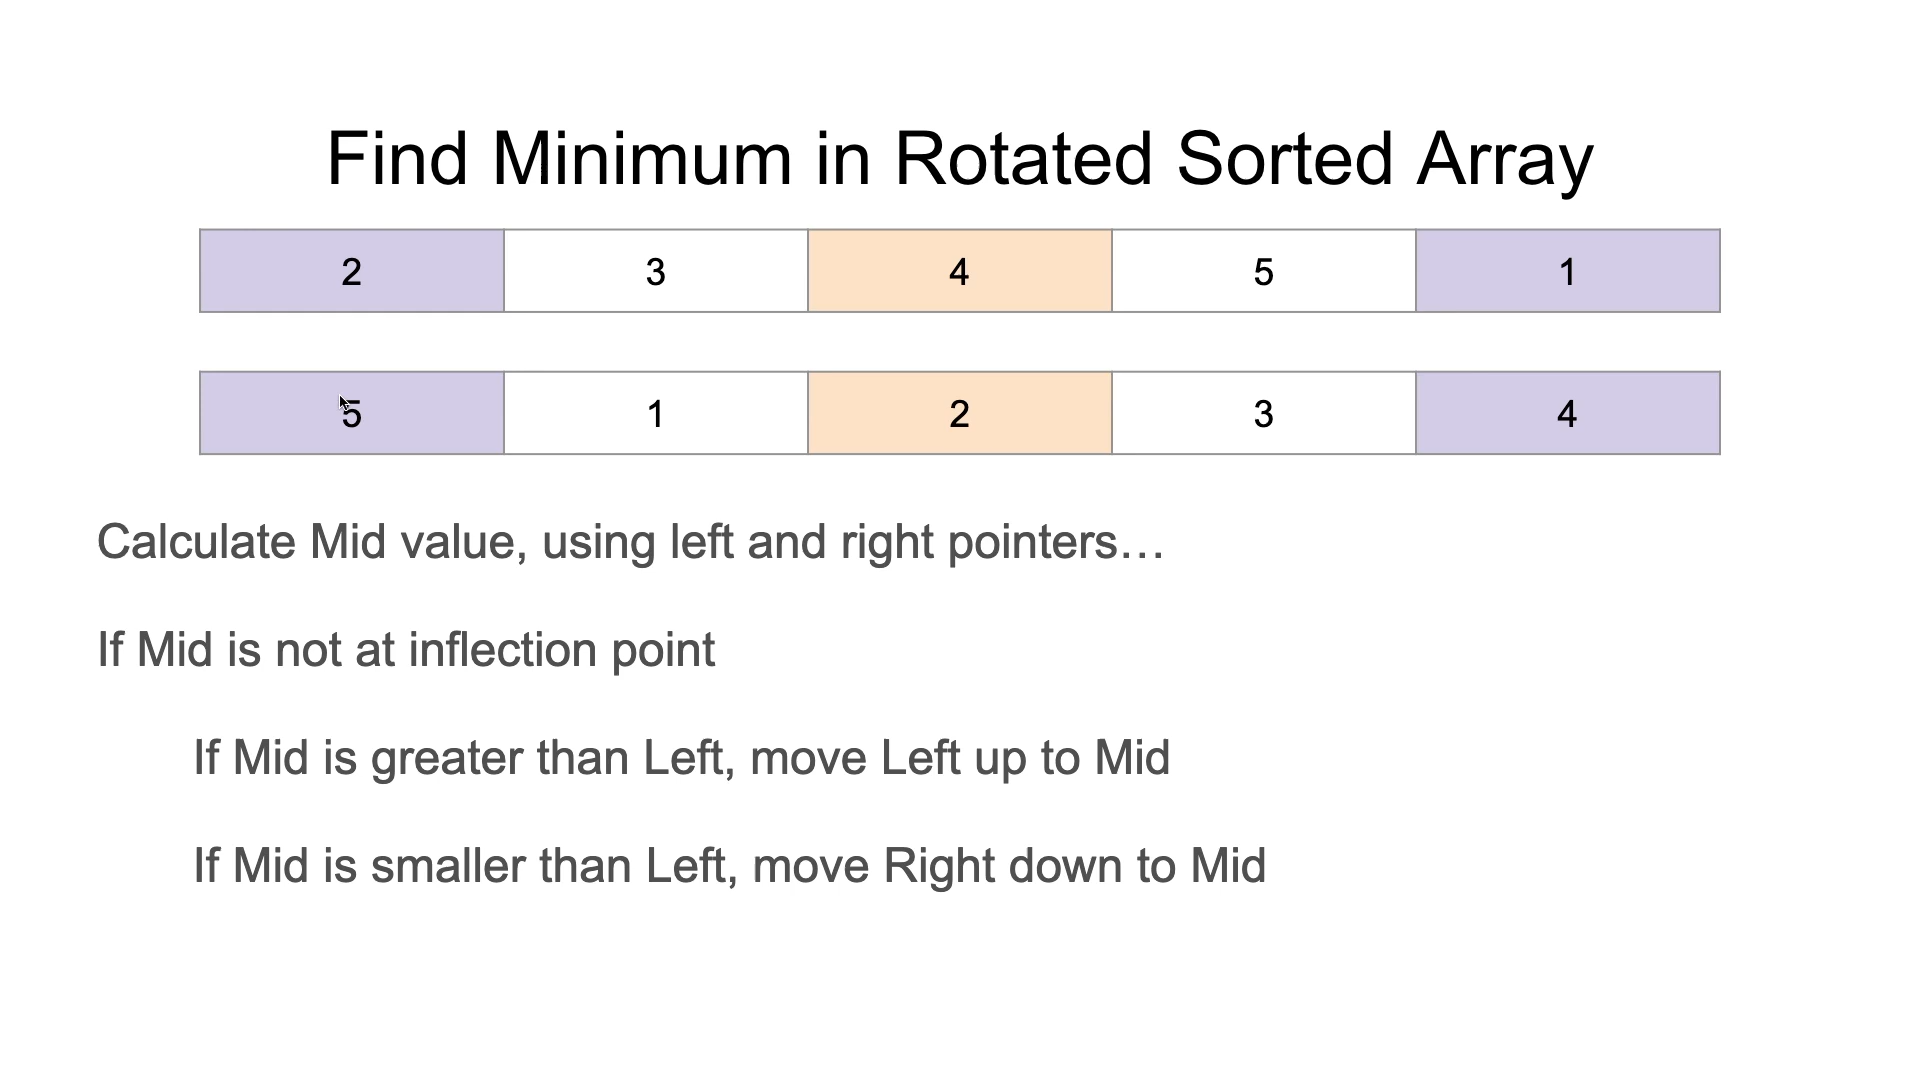 Find Minimum in Rotated Sorted Array
2 3 4 5 1
5 1 2 3 4
Calculate Mid value, using left and right pointers…
If Mid is not at inflection point
If Mid is greater than Left, move Left up to Mid
If Mid is smaller than Left, move Right down to Mid